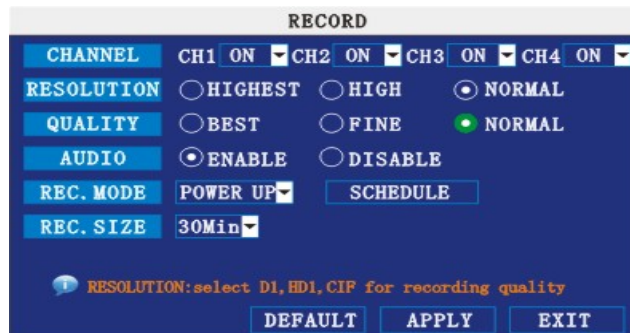 RECORD
CHANNEL CH1 ON CH2 ON CH3 ON CH4 ON
RESOLUTION HIGHEST HIGH NORMAL
QUALITY BEST FINE NORMAL
AUDIO ENABLE DISABLE
REC. MODE POWER UP SCHEDULE
REC. SIZE 30Min
RESOLUTION:select D1,HD1,CIF for recording quality
DEFAULT APPLY EXIT